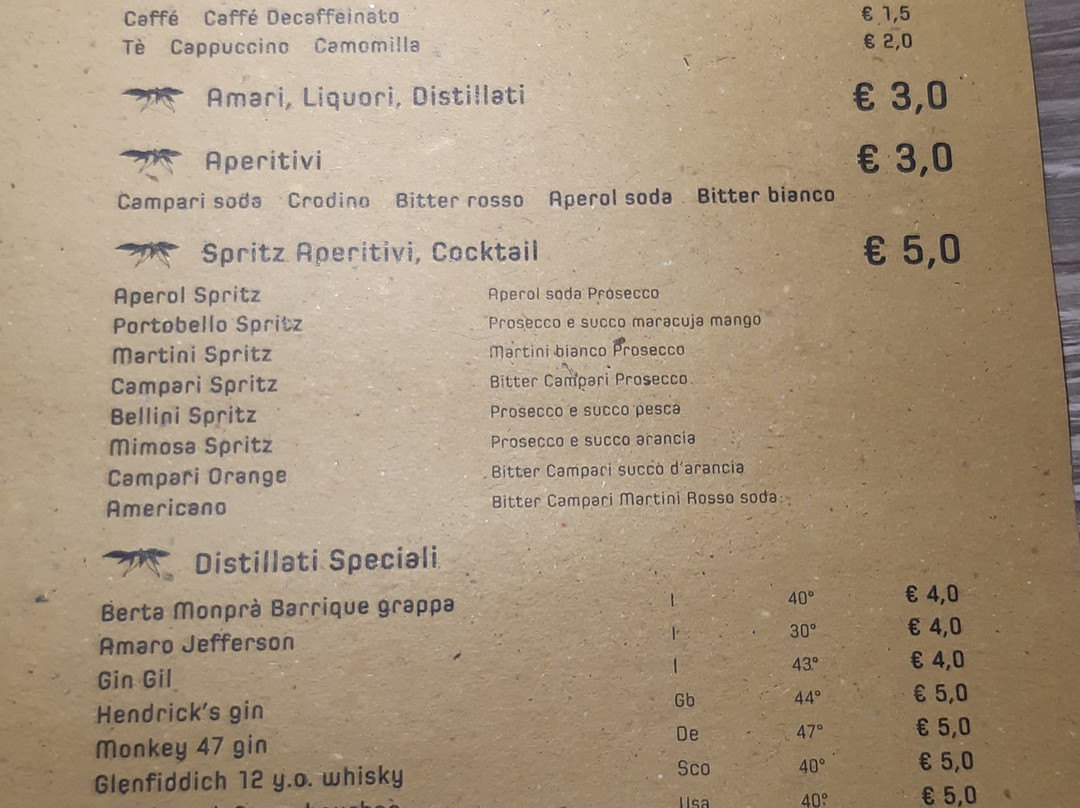 Caffé Caffé Decaffeinato € 1,5
Tè Cappuccino Camomilla € 2,0
Amari, Liquori, Distillati € 3,0
Aperitivi € 3,0
Campari soda Crodino Bitter rosso Aperol soda Bitter bianco
Spritz Aperitivi, Cocktail € 5,0
Aperol Spritz Aperol soda Prosecco
Portobello Spritz Prosecco e succo maracuja mango
Martini Spritz Martini bianco Prosecco
Campari Spritz Bitter Campari Prosecco
Bellini Spritz Prosecco e succo pesca
Mimosa Spritz Prosecco e succo arancia
Campari Orange Bitter Campari succo d'arancia
Americano Bitter Campari Martini Rosso soda
Distillati Speciali
Berta Monprà Barrique grappa I 40° € 4,0
Amaro Jefferson I 30° € 4,0
Gin Gil I 43° € 4,0
Hendrick's gin Gb 44° € 5,0
Monkey 47 gin De 47° € 5,0
Glenfiddich 12 y.o. whisky Sco 40° € 5,0
Usa 40° € 5,0